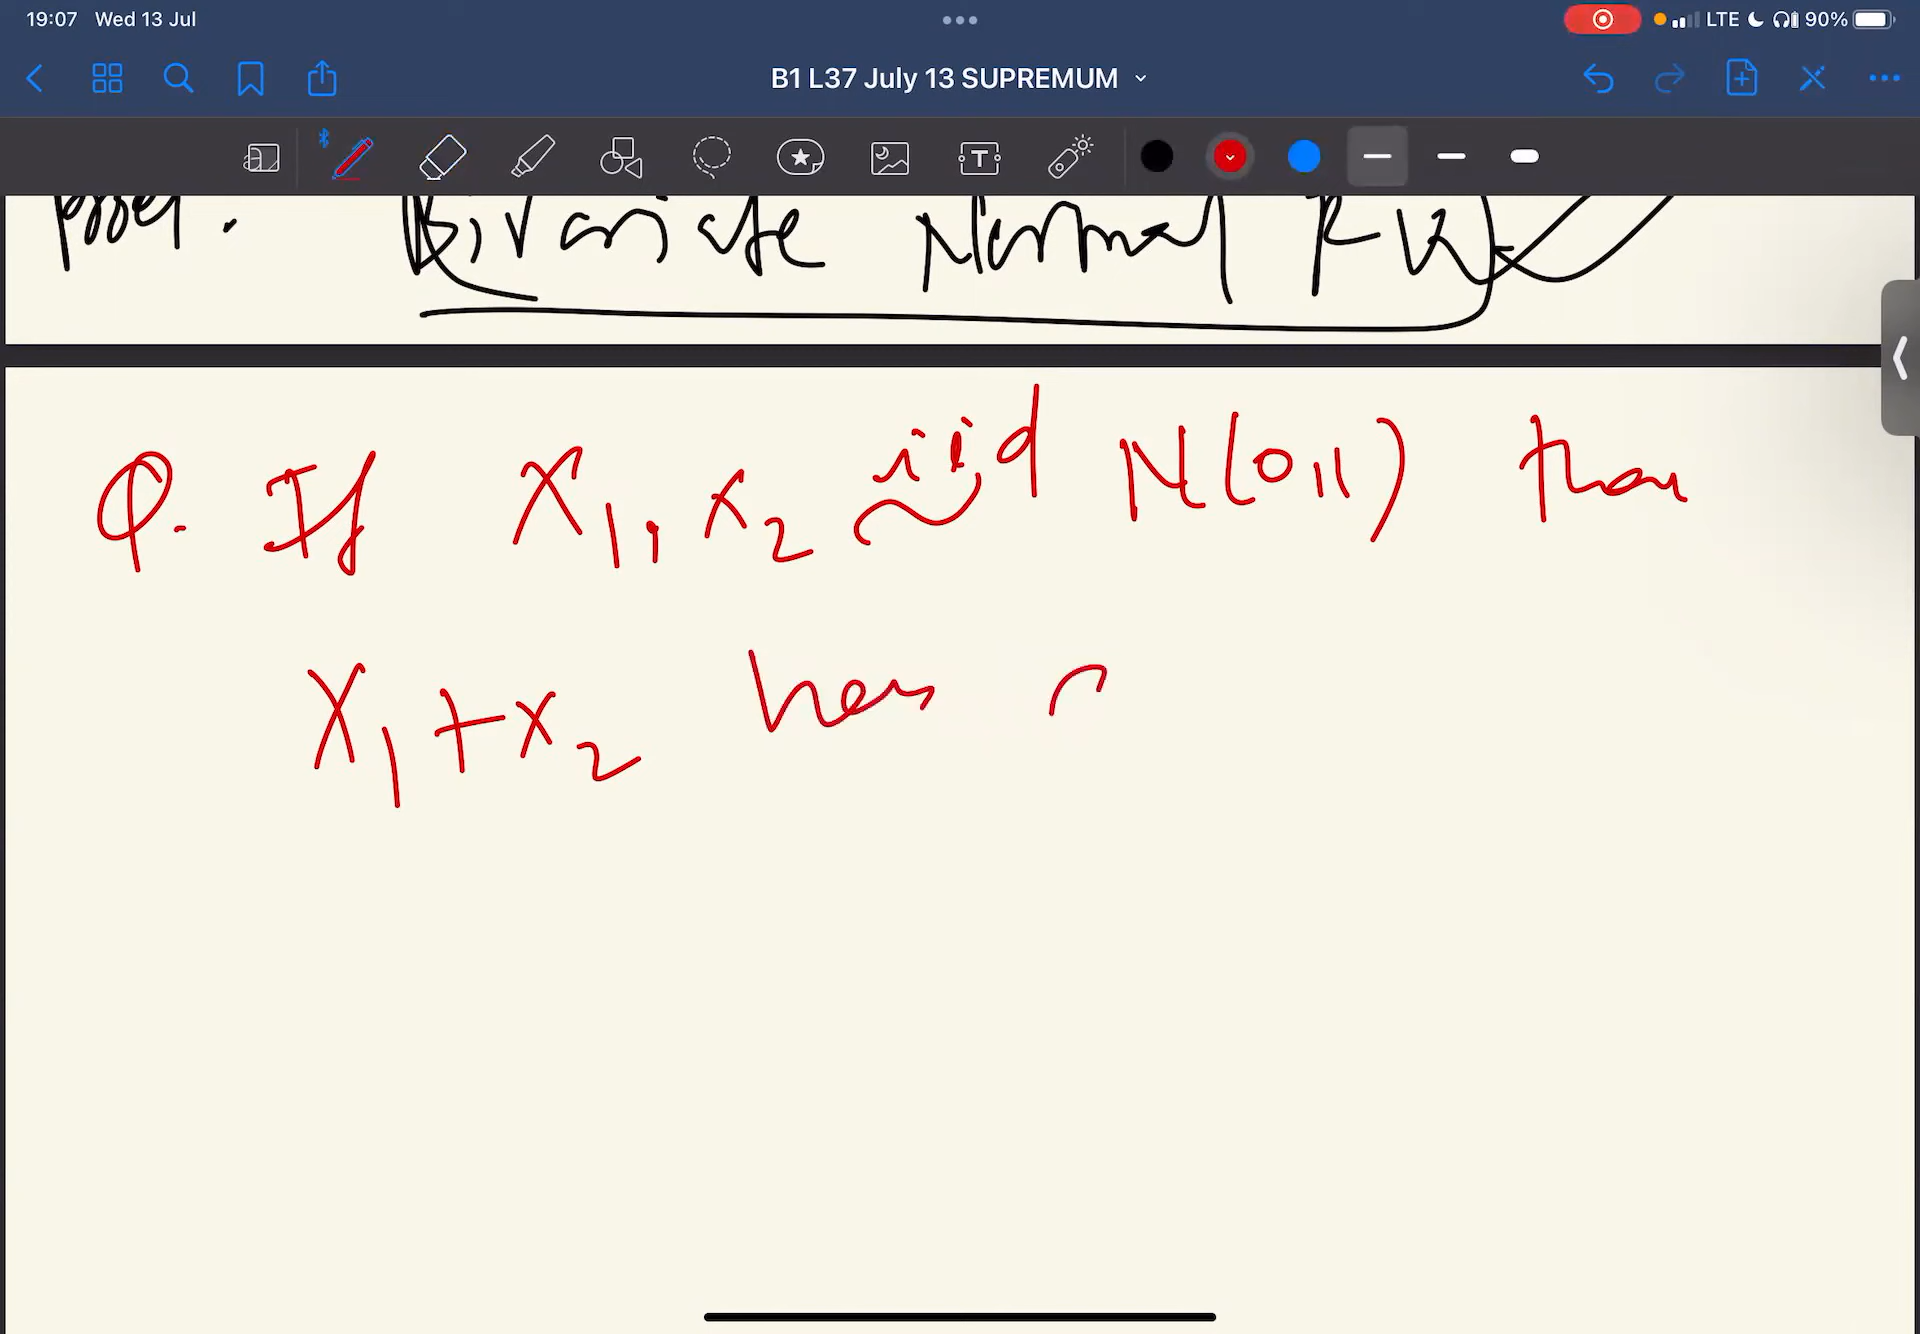 19:07 Wed 13 Jul
LTE 90%
B1 L37 July 13 SUPREMUM
T
Bivariate Normal RV
Q. If X₁, X₂ iid ~ N(0,1) then
X₁+X₂ has